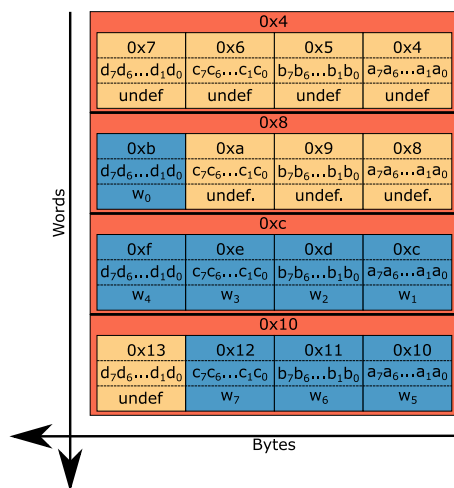 0x4
0x7 0x6 0x5 0x4
d₇d₆...d₁d₀ c₇c₆...c₁c₀ b₇b₆...b₁b₀ a₇a₆...a₁a₀
undef undef undef undef
0x8
0xb 0xa 0x9 0x8
d₇d₆...d₁d₀ c₇c₆...c₁c₀ b₇b₆...b₁b₀ a₇a₆...a₁a₀
w₀ undef. undef. undef.
0xc
0xf 0xe 0xd 0xc
d₇d₆...d₁d₀ c₇c₆...c₁c₀ b₇b₆...b₁b₀ a₇a₆...a₁a₀
w₄ w₃ w₂ w₁
0x10
0x13 0x12 0x11 0x10
d₇d₆...d₁d₀ c₇c₆...c₁c₀ b₇b₆...b₁b₀ a₇a₆...a₁a₀
undef w₇ w₆ w₅
Words
Bytes